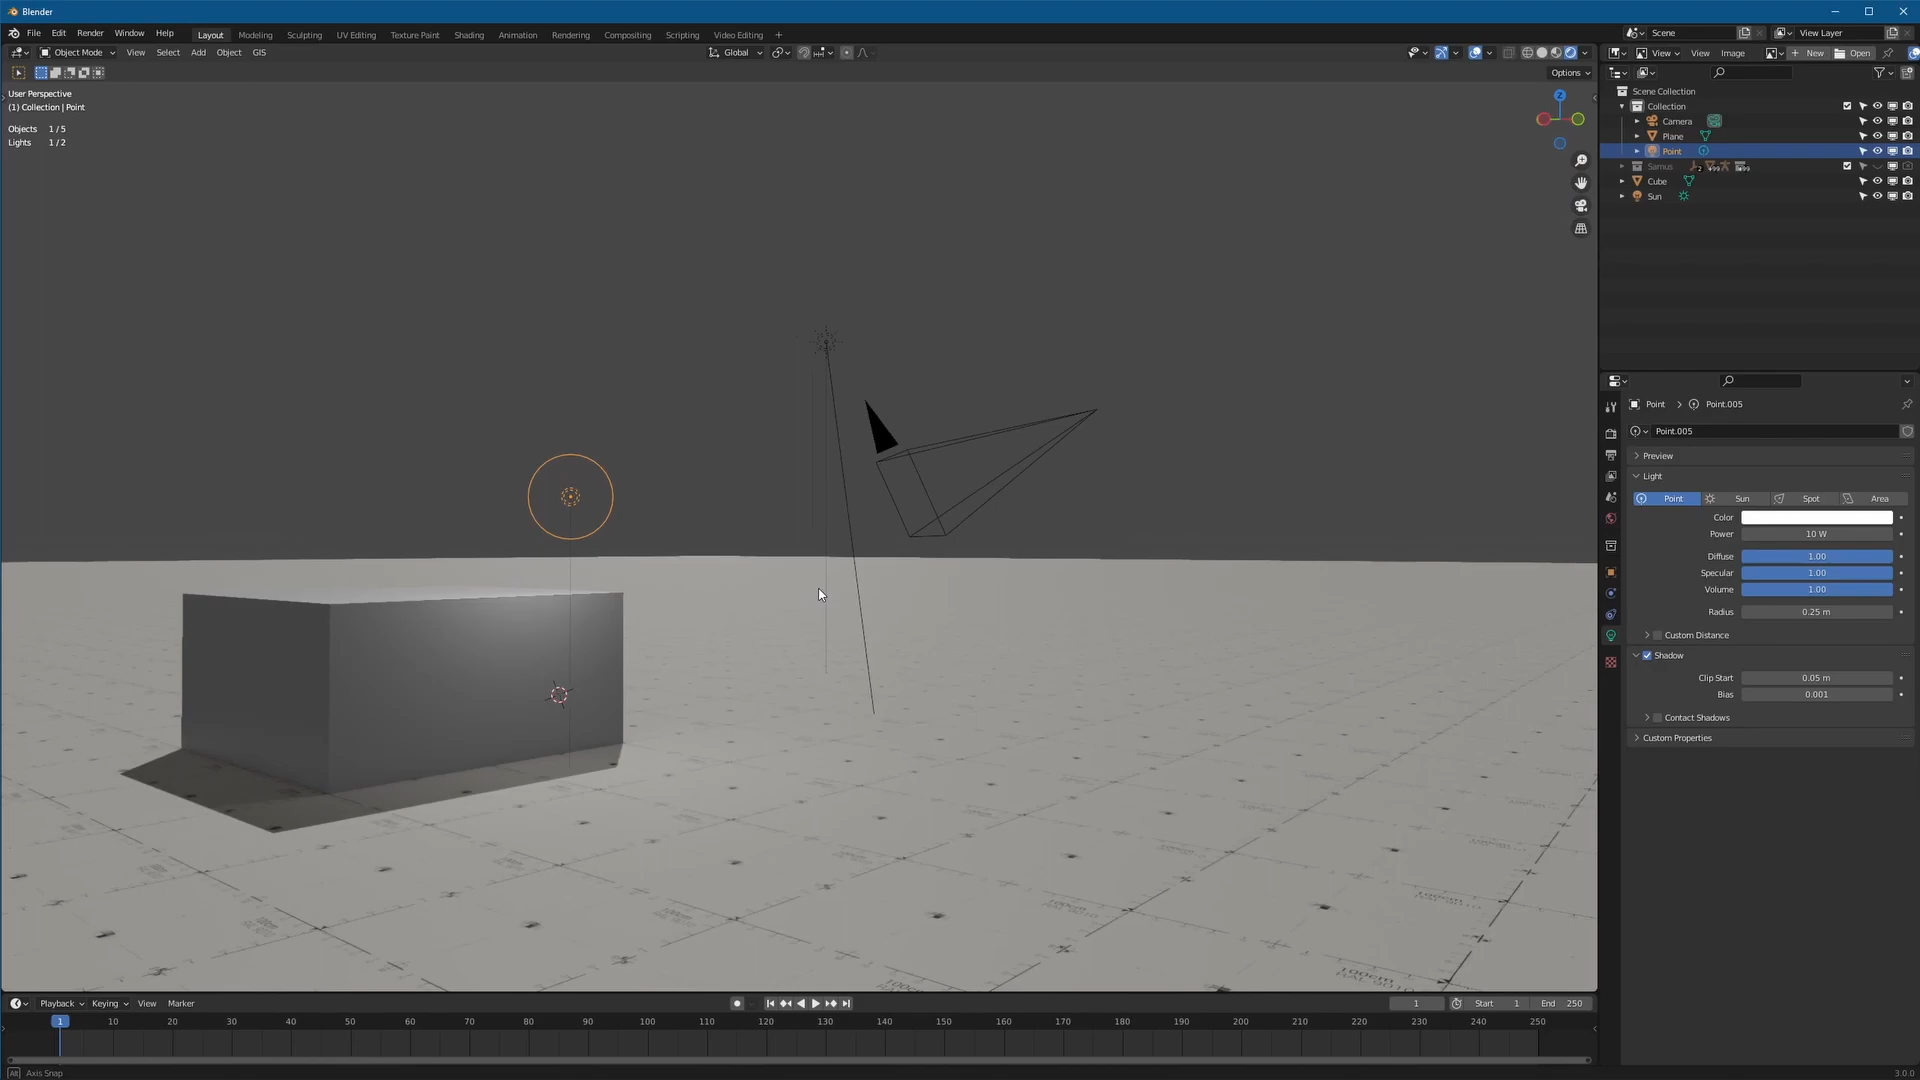 Blender
File Edit Render Window Help
Layout Modeling Sculpting UV Editing Texture Paint Shading Animation Rendering Compositing Scripting Video Editing +
Scene
View Layer
Object Mode View Select Add Object GIS
Global
View View Image
New Open
Options
User Perspective
(1) Collection | Point
Objects 1 / 5
Lights 1 / 2
Z
Scene Collection
Collection
Camera
Plane
Point
Samus
2
Cube
Sun
Point Point.005
Point.005
Preview
Light
Point Sun Spot Area
Color
Power 10 W
Diffuse 1.00
Specular 1.00
Volume 1.00
Radius 0.25 m
Custom Distance
Shadow
Clip Start 0.05 m
Bias 0.001
Contact Shadows
Custom Properties
100cm
Playback Keying View Marker
1 Start 1 End 250
1 10 20 30 40 50 60 70 80 90 100 110 120 130 140 150 160 170 180 190 200 210 220 230 240 250
Alt Axis Snap
3.0.0